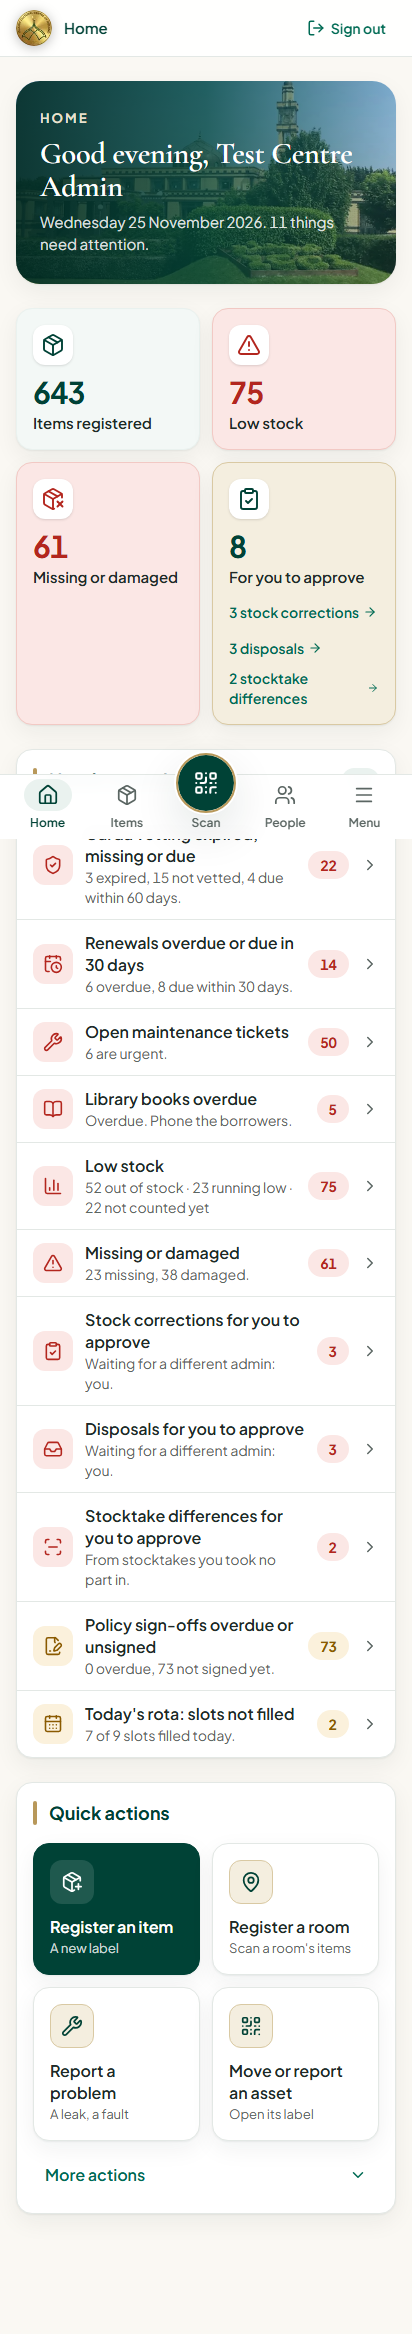 Home
Sign out
HOME
Good evening, Test Centre
Admin
Wednesday 25 November 2026. 11 things
need attention.
643
Items registered
75
Low stock
61
Missing or damaged
8
For you to approve
3 stock corrections
3 disposals
2 stocktake
differences
Home
Items
Scan
People
Menu
missing or due
3 expired, 15 not vetted, 4 due
within 60 days.
22
Renewals overdue or due in
30 days
6 overdue, 8 due within 30 days.
14
Open maintenance tickets
6 are urgent.
50
Library books overdue
Overdue. Phone the borrowers.
5
Low stock
52 out of stock · 23 running low ·
22 not counted yet
75
Missing or damaged
23 missing, 38 damaged.
61
Stock corrections for you to
approve
Waiting for a different admin:
you.
3
Disposals for you to approve
Waiting for a different admin:
you.
3
Stocktake differences for
you to approve
From stocktakes you took no
part in.
2
Policy sign-offs overdue or
unsigned
0 overdue, 73 not signed yet.
73
Today's rota: slots not filled
7 of 9 slots filled today.
2
Quick actions
Register an item
A new label
Register a room
Scan a room's items
Report a
problem
A leak, a fault
Move or report
an asset
Open its label
More actions